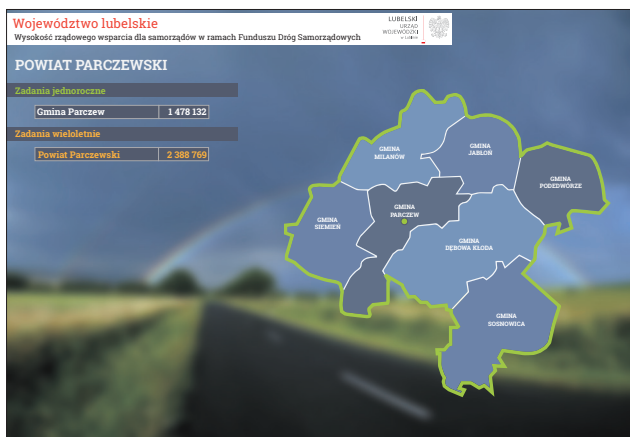 Województwo lubelskie
Wysokość rządowego wsparcia dla samorządów w ramach Funduszu Dróg Samorządowych
LUBELSKI
URZĄD
WOJEWÓDZKI
w Lublinie
POWIAT PARCZEWSKI
Zadania jednoroczne
Gmina Parczew 1 478 132
Zadania wieloletnie
Powiat Parczewski 2 388 769
GMINA
MILANÓW
GMINA
JABŁOŃ
GMINA
PODEDWÓRZE
GMINA
SIEMIEŃ
GMINA
PARCZEW
GMINA
DĘBOWA KŁODA
GMINA
SOSNOWICA